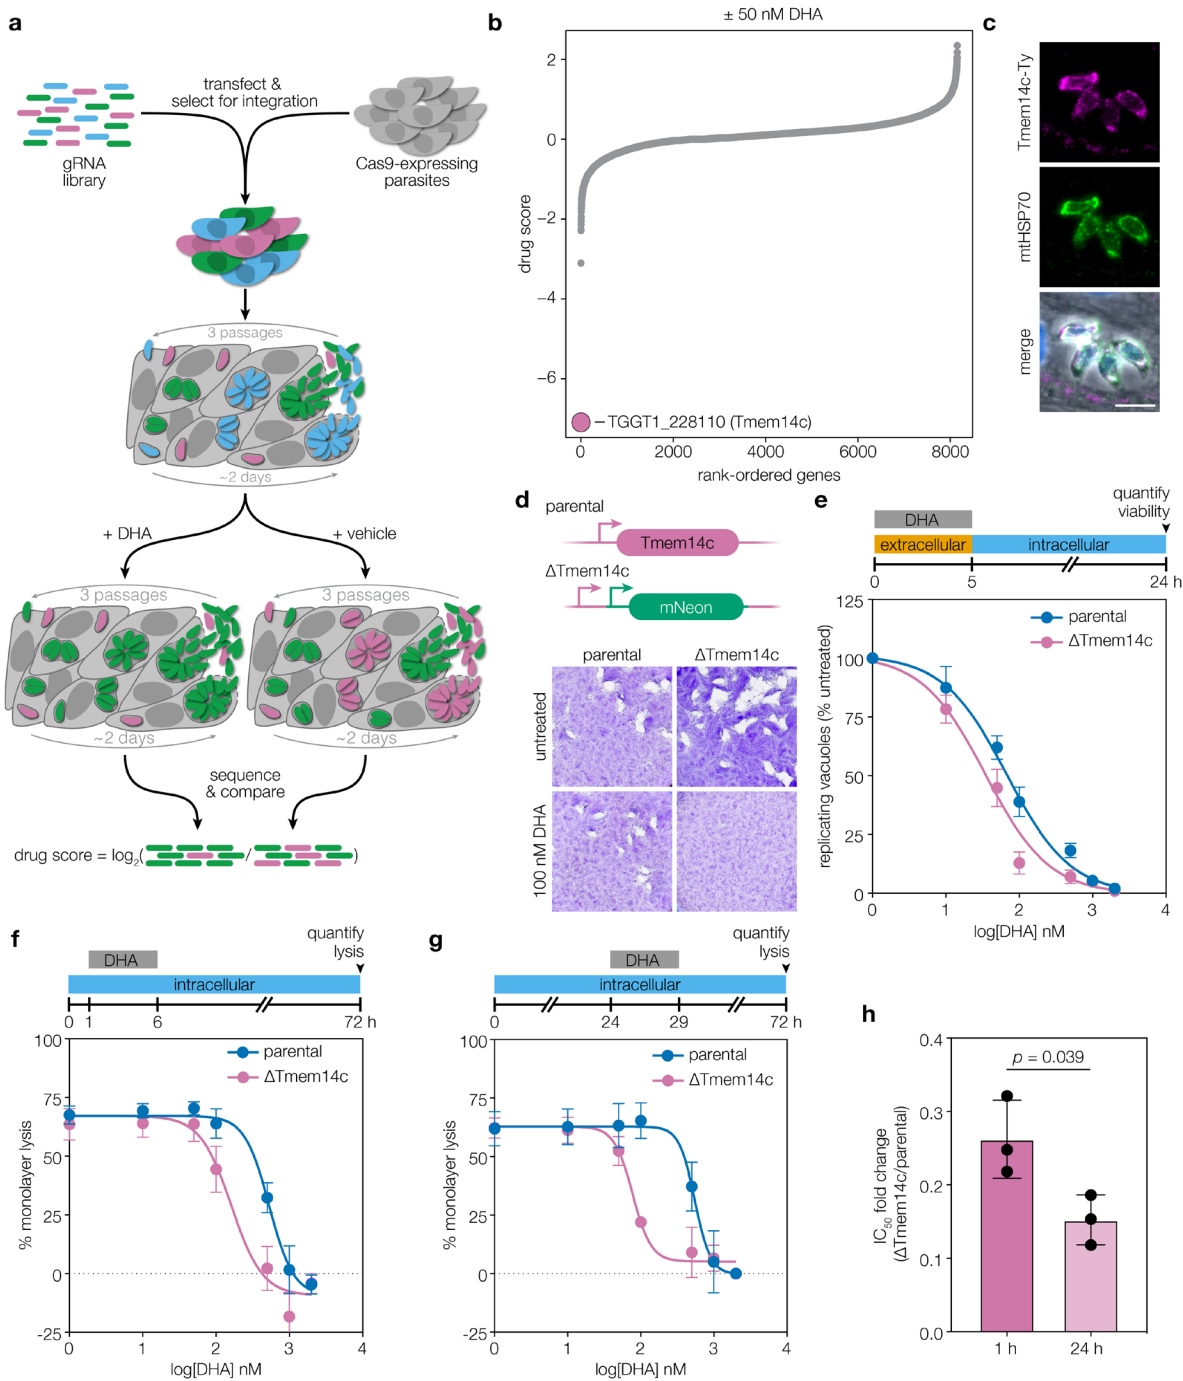 a
transfect &
select for integration
gRNA
library
Cas9-expressing
parasites
3 passages
~2 days
+ DHA
+ vehicle
3 passages
3 passages
~2 days
~2 days
sequence
& compare
drug score = log2( / )
b
± 50 nM DHA
drug score
2
0
−2
−4
−6
TGGT1_228110 (Tmem14c)
0
2000
4000
6000
8000
rank-ordered genes
c
Tmem14c-Ty
mtHSP70
merge
d
parental
Tmem14c
ΔTmem14c
mNeon
parental
ΔTmem14c
untreated
100 nM DHA
e
quantify
viability
DHA
extracellular
intracellular
0
5
24 h
replicating vacuoles (% untreated)
125
100
75
50
25
0
parental
ΔTmem14c
0
1
2
3
4
log[DHA] nM
f
quantify
lysis
DHA
intracellular
0
1
6
72 h
% monolayer lysis
100
75
50
25
0
-25
parental
ΔTmem14c
0
1
2
3
4
log[DHA] nM
g
quantify
lysis
DHA
intracellular
0
24
29
72 h
% monolayer lysis
100
75
50
25
0
-25
parental
ΔTmem14c
0
1
2
3
4
log[DHA] nM
h
IC50 fold change
(ΔTmem14c/parental)
0.4
0.3
0.2
0.1
0.0
p = 0.039
1 h
24 h